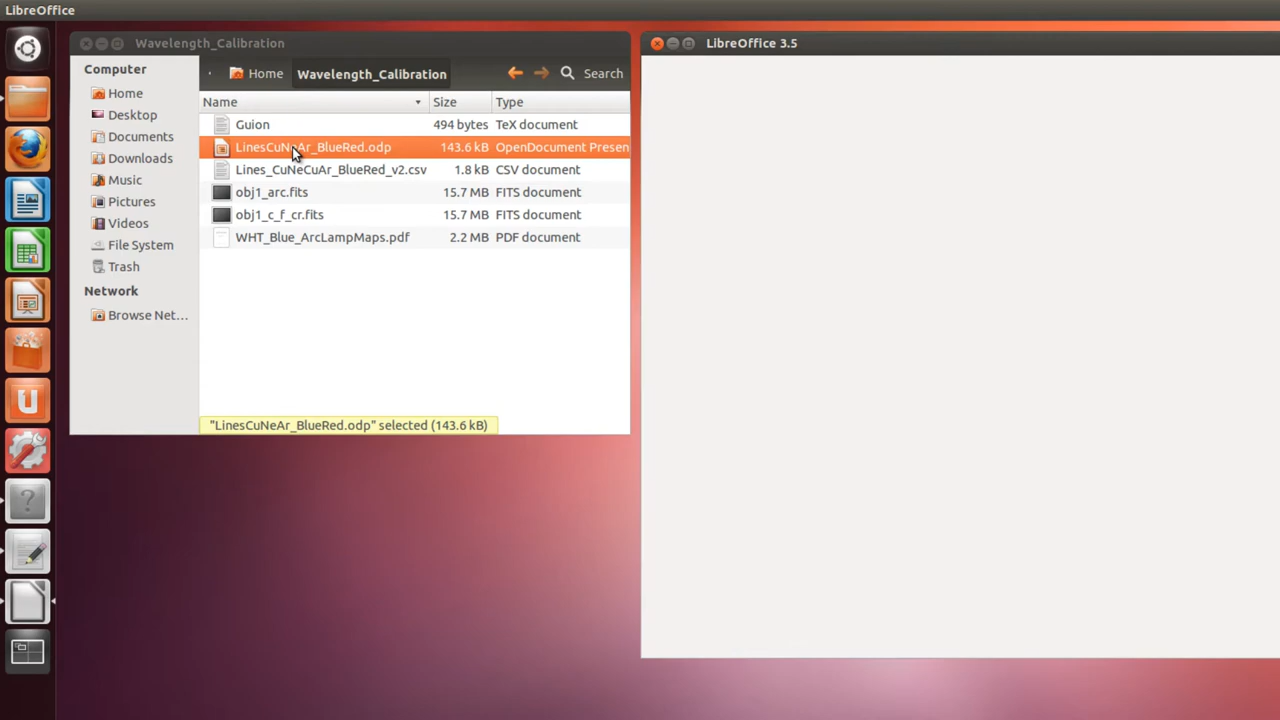 LibreOffice
Wavelength_Calibration
Computer
Home
Desktop
Documents
Downloads
Music
Pictures
Videos
File System
Trash
Network
Browse Net...
Home Wavelength_Calibration Search
Name Size Type
Guion 494 bytes TeX document
LinesCuNeAr_BlueRed.odp 143.6 kB OpenDocument Presen
Lines_CuNeCuAr_BlueRed_v2.csv 1.8 kB CSV document
obj1_arc.fits 15.7 MB FITS document
obj1_c_f_cr.fits 15.7 MB FITS document
WHT_Blue_ArcLampMaps.pdf 2.2 MB PDF document
"LinesCuNeAr_BlueRed.odp" selected (143.6 kB)
LibreOffice 3.5